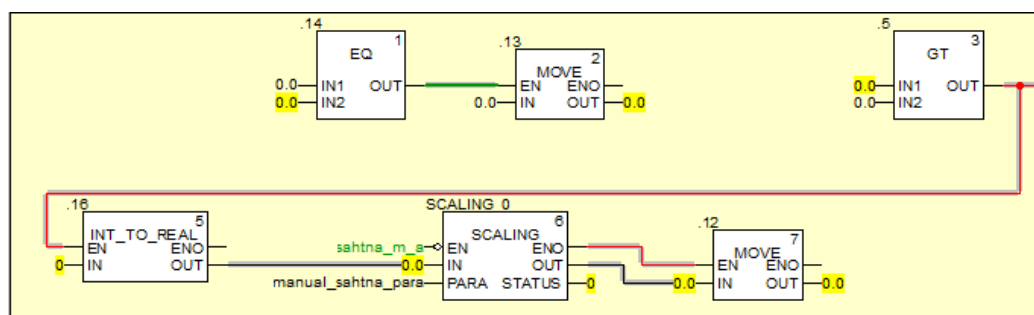 .14 .5
1 .13 3
EQ 2 GT
MOVE
0.0 IN1 OUT EN ENO 0.0 IN1 OUT
0.0 IN2 0.0 IN OUT 0.0 0.0 IN2
.16 SCALING_0
5 6 .12
INT_TO_REAL SCALING 7
EN ENO sahtna_m_a EN ENO MOVE
0 IN OUT 0.0 IN OUT EN ENO
manual_sahtna_para PARA STATUS 0 0.0 IN OUT 0.0